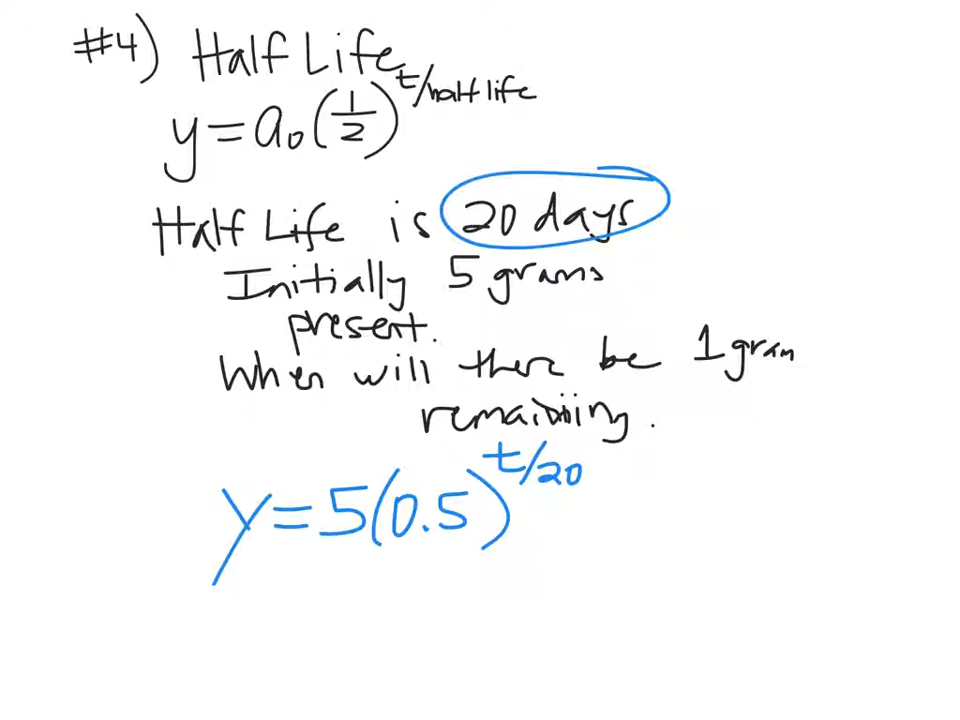 #4) Half Life
y = a₀(1/2)^t/half life
Half Life is 20 days
Initially 5 grams
present.
When will there be 1 gram
remaining.
y = 5(0.5)^t/20